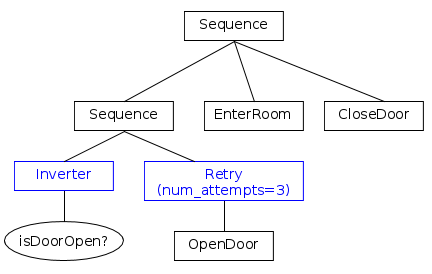 Sequence
Sequence
EnterRoom
CloseDoor
Inverter
Retry
(num_attempts=3)
isDoorOpen?
OpenDoor